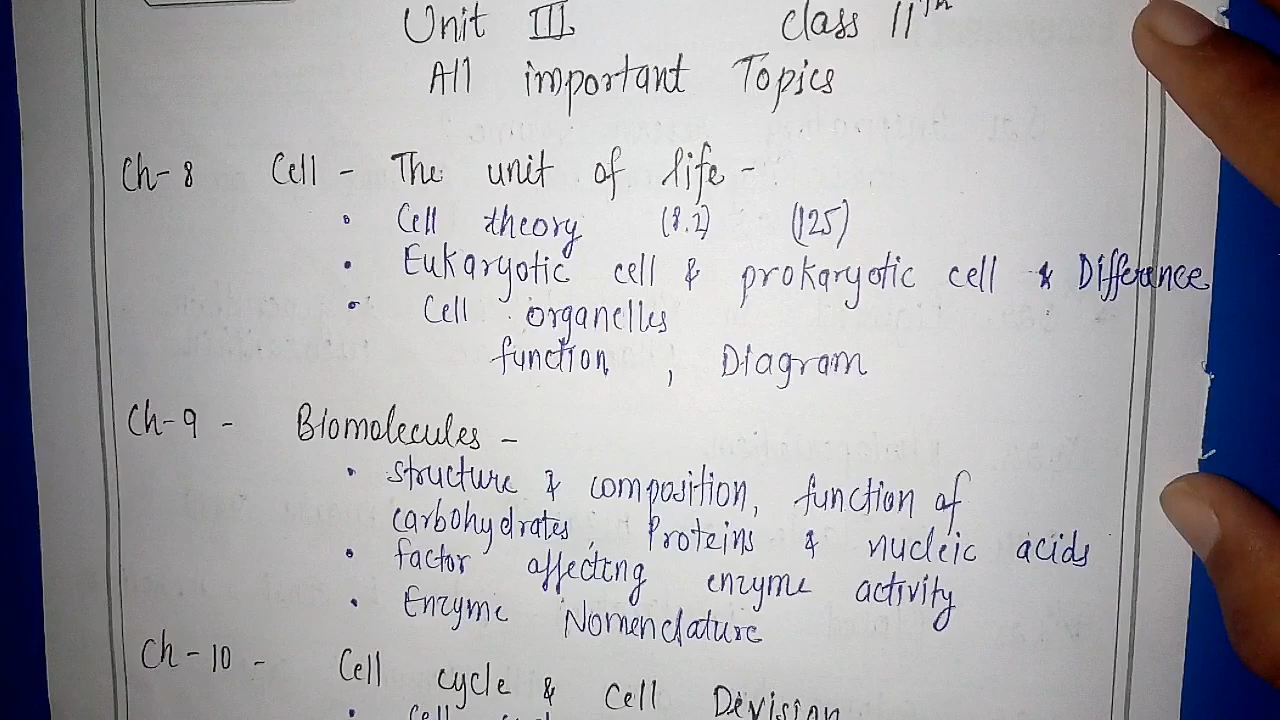 Unit III Class 11th
All important Topics
Ch-8 Cell - The unit of life -
• Cell theory (8.2) (125)
• Eukaryotic cell & prokaryotic cell & Difference
• Cell organelles
function, Diagram
Ch-9 - Biomolecules -
• structure & composition, function of
carbohydrates, Proteins & nucleic acids
• factor affecting enzyme activity
• Enzyme Nomenclature
Ch-10 - Cell cycle & Cell Devision
• Cell